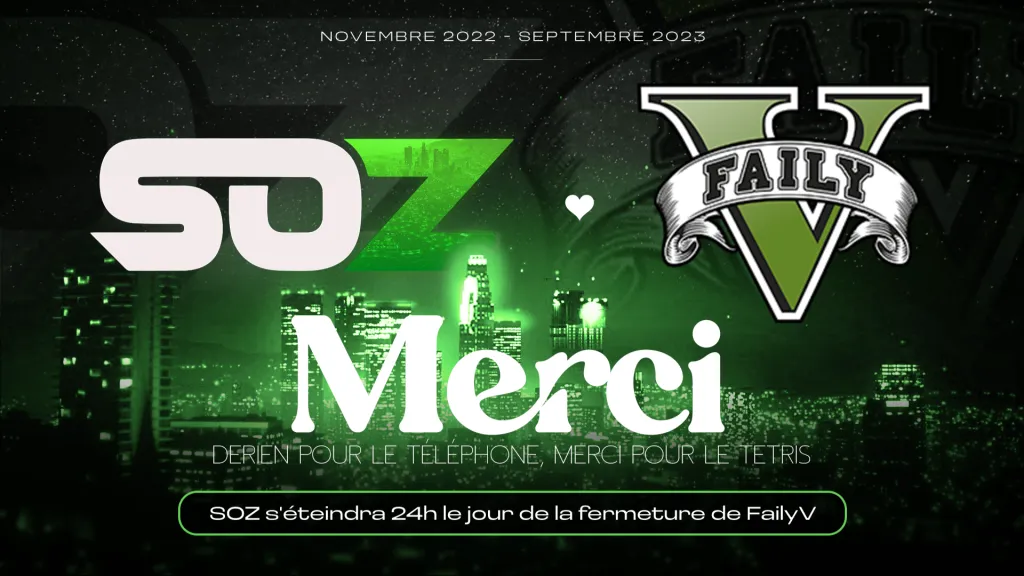 NOVEMBRE 2022 - SEPTEMBRE 2023
SOZ
V
FAILY
Merci
DERIEN POUR LE TÉLÉPHONE, MERCI POUR LE TETRIS
SOZ s'éteindra 24h le jour de la fermeture de FailyV